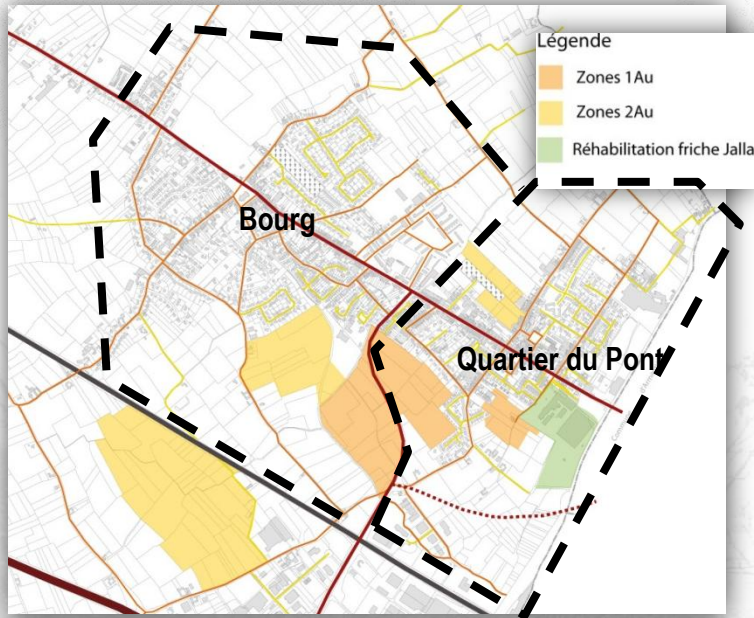 Légende
Zones 1Au
Zones 2Au
Réhabilitation friche Jalla
Bourg
Quartier du Pont